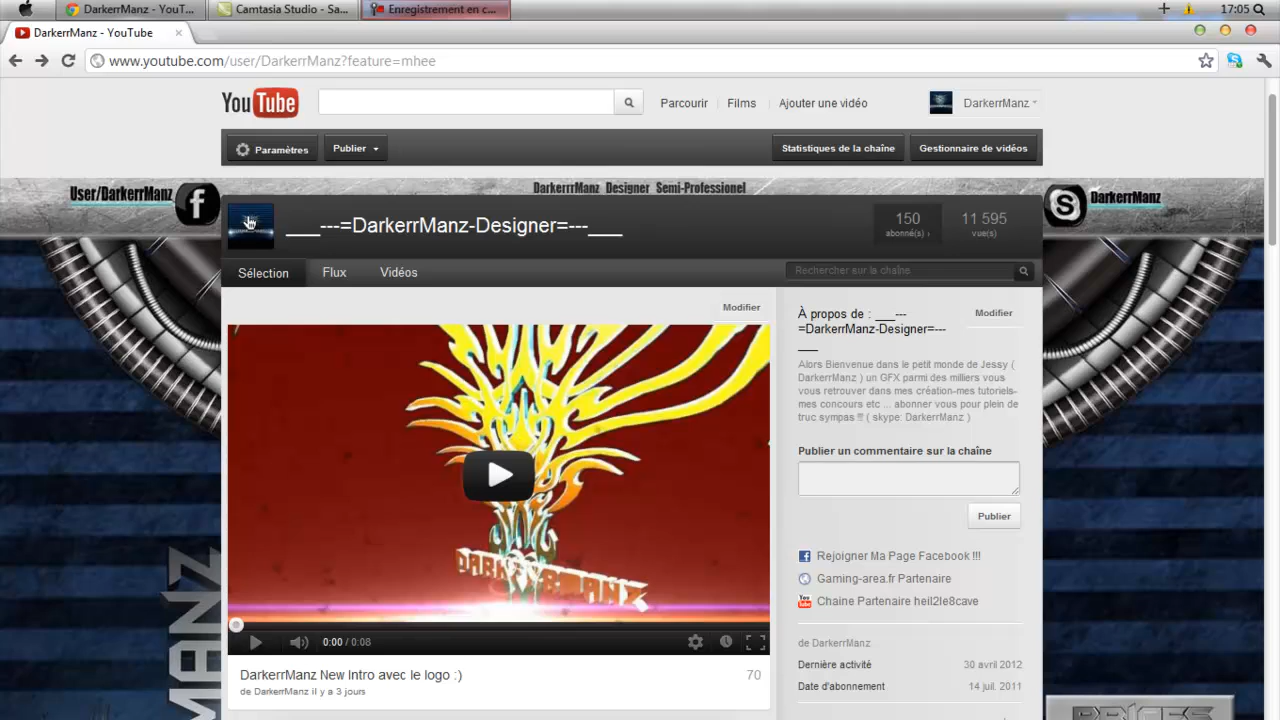 DarkerrManz - YouT...
Camtasia Studio - Sa...
Enregistrement en c...
17:05
DarkerrManz - YouTube
www.youtube.com/user/DarkerrManz?feature=mhee
YouTube
Parcourir
Films
Ajouter une vidéo
DarkerrManz
Paramètres
Publier
Statistiques de la chaîne
Gestionnaire de vidéos
User/DarkerrManz
DarkerrrManz Designer Semi-Professionel
DarkerrManz
___---=DarkerrManz-Designer=---___
150
abonné(s)
11 595
vue(s)
Sélection
Flux
Vidéos
Rechercher sur la chaîne
Modifier
À propos de : ___---
=DarkerrManz-Designer=---
___
Modifier
Alors Bienvenue dans le petit monde de Jessy (
DarkerrManz ) un GFX parmi des milliers vous
vous retrouver dans mes création-mes tutoriels-
mes concours etc ... abonner vous pour plein de
truc sympas !!! ( skype: DarkerrManz )
Publier un commentaire sur la chaîne
Publier
DARKERRMANZ
Rejoigner Ma Page Facebook !!!
Gaming-area.fr Partenaire
Chaine Partenaire heil2le8cave
0:00 / 0:08
de DarkerrManz
Dernière activité
30 avril 2012
Date d'abonnement
14 juil. 2011
DarkerrManz New Intro avec le logo :)
70
de DarkerrManz il y a 3 jours
MANZ